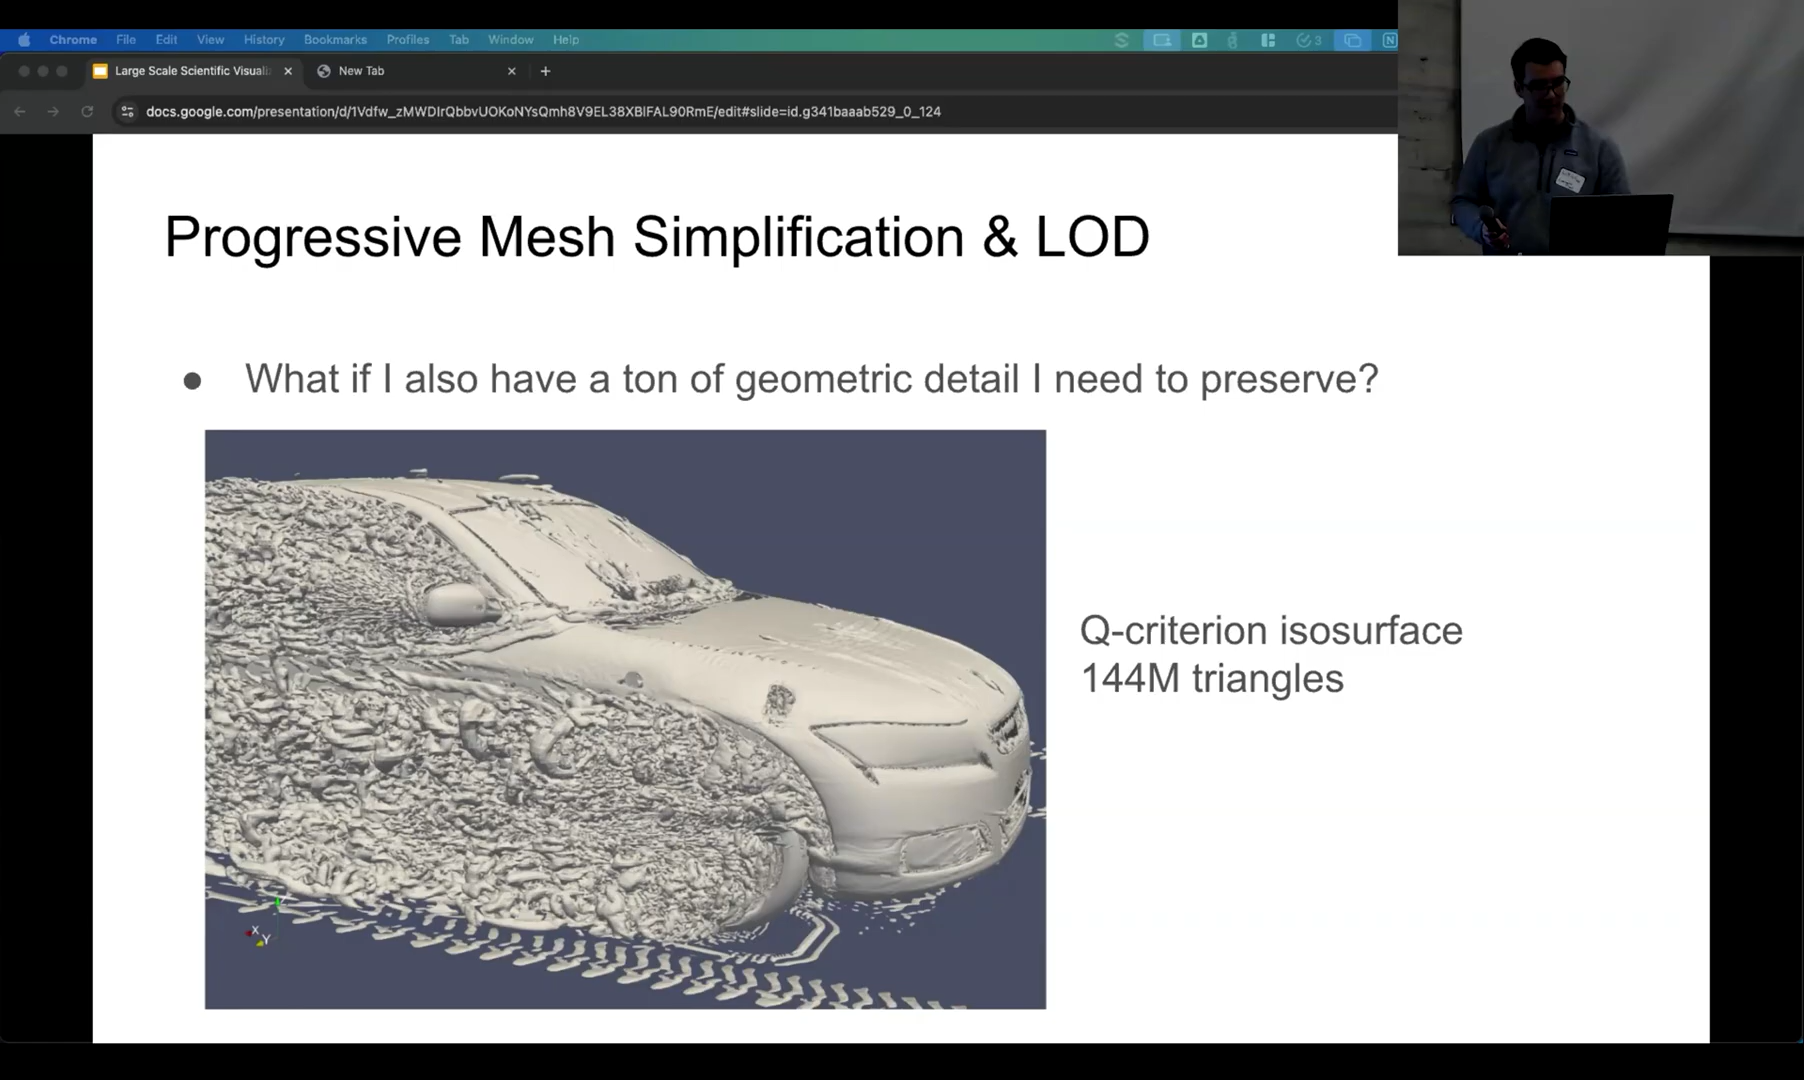 Chrome File Edit View History Bookmarks Profiles Tab Window Help 3
Large Scale Scientific Visuali New Tab
docs.google.com/presentation/d/1Vdfw_zMWDIrQbbvUOKoNYsQmh8V9EL38XBIFAL90RmE/edit#slide=id.g341baaab529_0_124
Progressive Mesh Simplification & LOD
● What if I also have a ton of geometric detail I need to preserve?
Q-criterion isosurface
144M triangles
X
Y